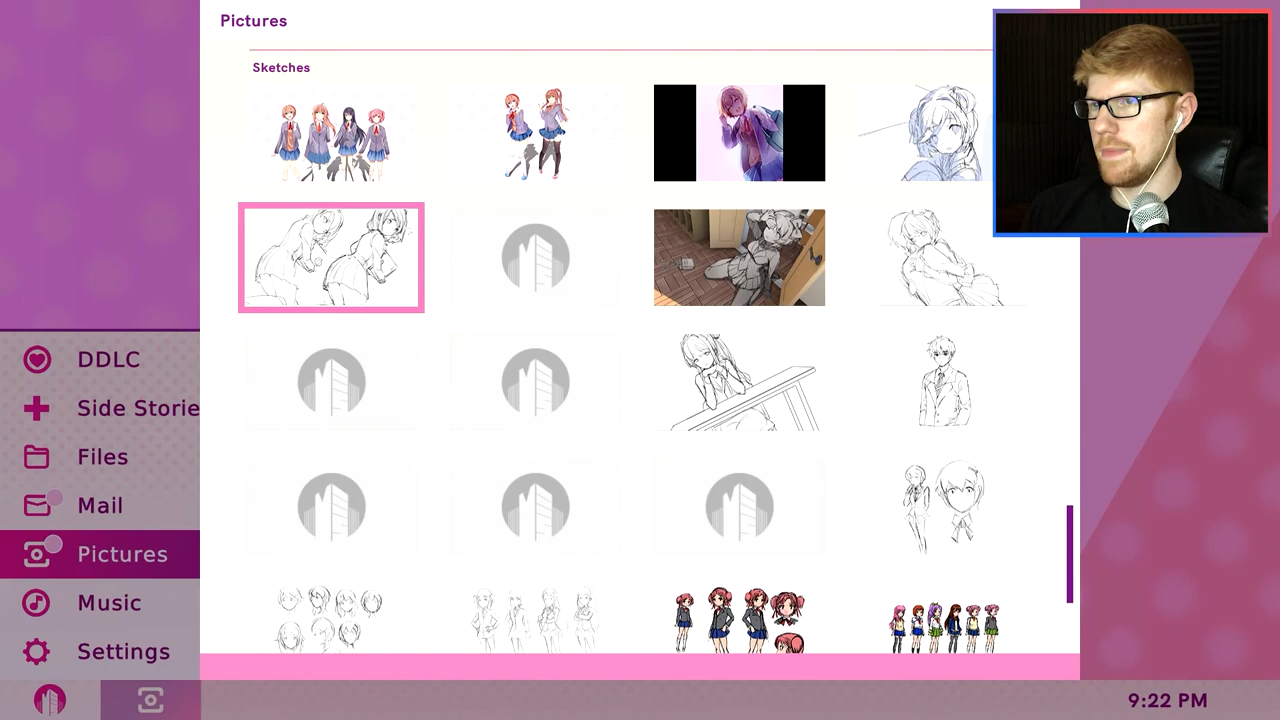 Pictures
Sketches
DDLC
Side Storie
Files
Mail
Pictures
Music
Settings
9:22 PM